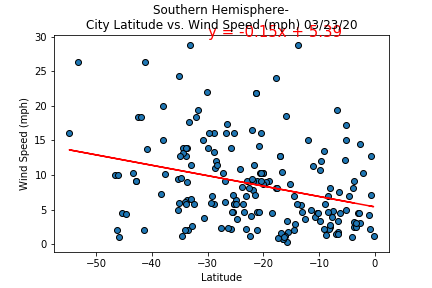 Southern Hemisphere-
City Latitude vs. Wind Speed (mph) 03/23/20
y = -0.15x + 5.39
30
25
20
15
10
5
0
Wind Speed (mph)
−50 −40 −30 −20 −10 0
Latitude